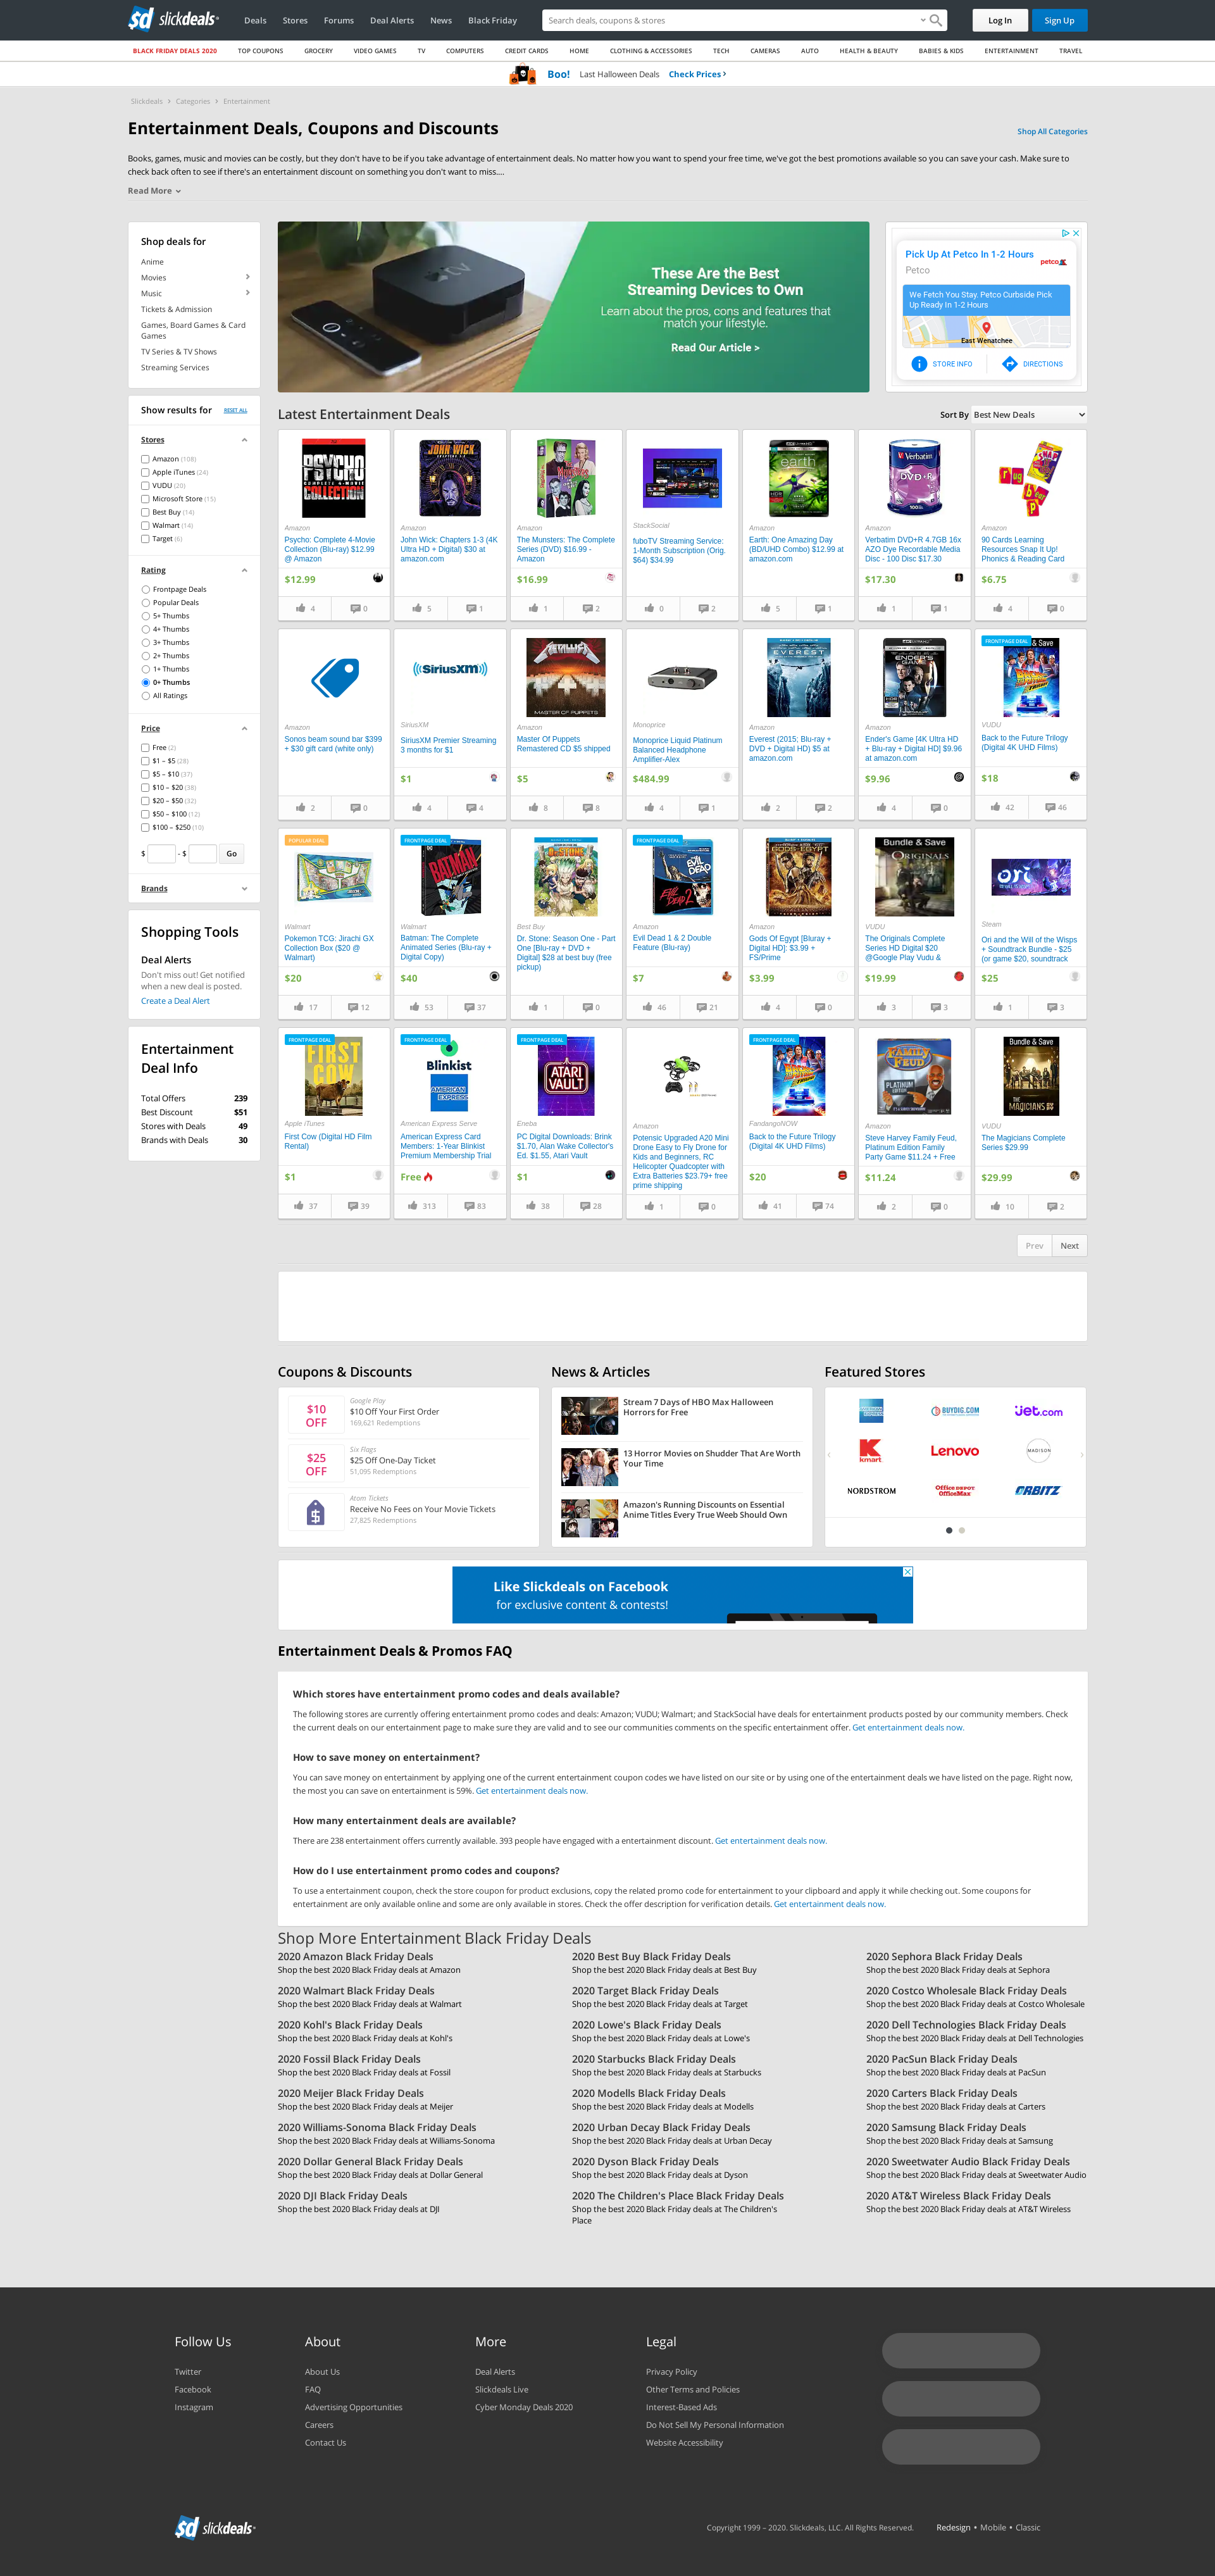 slickdeals
Deals
Stores
Forums
Deal Alerts
News
Black Friday
Search deals, coupons & stores
Log In
Sign Up
BLACK FRIDAY DEALS 2020
TOP COUPONS
GROCERY
VIDEO GAMES
TV
COMPUTERS
CREDIT CARDS
HOME
CLOTHING & ACCESSORIES
TECH
CAMERAS
AUTO
HEALTH & BEAUTY
BABIES & KIDS
ENTERTAINMENT
TRAVEL
Boo! Last Halloween Deals Check Prices
Slickdeals > Categories > Entertainment
Entertainment Deals, Coupons and Discounts
Shop All Categories
Books, games, music and movies can be costly, but they don't have to be if you take advantage of entertainment deals. No matter how you want to spend your free time, we've got the best promotions available so you can save your cash. Make sure to
check back often to see if there's an entertainment discount on something you don't want to miss....
Read More
Shop deals for
Anime
Movies
Music
Tickets & Admission
Games, Board Games & Card
Games
TV Series & TV Shows
Streaming Services
Show results for
RESET ALL
Stores
Amazon (108)
Apple iTunes (24)
VUDU (20)
Microsoft Store (15)
Best Buy (14)
Walmart (14)
Target (6)
Rating
Frontpage Deals
Popular Deals
5+ Thumbs
4+ Thumbs
3+ Thumbs
2+ Thumbs
1+ Thumbs
0+ Thumbs
All Ratings
Price
Free (2)
$1 – $5 (28)
$5 – $10 (37)
$10 – $20 (38)
$20 – $50 (32)
$50 – $100 (12)
$100 – $250 (10)
$ - $ Go
Brands
Shopping Tools
Deal Alerts
Don't miss out! Get notified
when a new deal is posted.
Create a Deal Alert
Entertainment
Deal Info
Total Offers 239
Best Discount $51
Stores with Deals 49
Brands with Deals 30
These Are the Best
Streaming Devices to Own
Learn about the pros, cons and features that
match your lifestyle.
Read Our Article >
Pick Up At Petco In 1-2 Hours
Petco
petco
We Fetch You Stay. Petco Curbside Pick
Up Ready In 1-2 Hours
East Wenatchee
STORE INFO
DIRECTIONS
Latest Entertainment Deals
Sort By Best New Deals
Amazon
Psycho: Complete 4-Movie
Collection (Blu-ray) $12.99
@ Amazon
$12.99
4 0
Amazon
John Wick: Chapters 1-3 (4K
Ultra HD + Digital) $30 at
amazon.com
5 1
Amazon
The Munsters: The Complete
Series (DVD) $16.99 -
Amazon
$16.99
1 2
StackSocial
fuboTV Streaming Service:
1-Month Subscription (Orig.
$64) $34.99
0 2
Amazon
Earth: One Amazing Day
(BD/UHD Combo) $12.99 at
amazon.com
5 1
Amazon
Verbatim DVD+R 4.7GB 16x
AZO Dye Recordable Media
Disc - 100 Disc $17.30
$17.30
1 1
Amazon
90 Cards Learning
Resources Snap It Up!
Phonics & Reading Card
$6.75
4 0
Amazon
Sonos beam sound bar $399
+ $30 gift card (white only)
2 0
SiriusXM
SiriusXM
SiriusXM Premier Streaming
3 months for $1
$1
4 4
Amazon
Master Of Puppets
Remastered CD $5 shipped
$5
8 8
Monoprice
Monoprice Liquid Platinum
Balanced Headphone
Amplifier-Alex
$484.99
4 1
Amazon
Everest (2015; Blu-ray +
DVD + Digital HD) $5 at
amazon.com
2 2
Amazon
Ender's Game [4K Ultra HD
+ Blu-ray + Digital HD] $9.96
at amazon.com
$9.96
4 0
FRONTPAGE DEAL
VUDU
Back to the Future Trilogy
(Digital 4K UHD Films)
$18
42 46
POPULAR DEAL
Walmart
Pokemon TCG: Jirachi GX
Collection Box ($20 @
Walmart)
$20
17 12
FRONTPAGE DEAL
Walmart
Batman: The Complete
Animated Series (Blu-ray +
Digital Copy)
$40
53 37
Best Buy
Dr. Stone: Season One - Part
One [Blu-ray + DVD +
Digital] $28 at best buy (free
pickup)
1 0
FRONTPAGE DEAL
Amazon
Evil Dead 1 & 2 Double
Feature (Blu-ray)
$7
46 21
Amazon
Gods Of Egypt [Bluray +
Digital HD]: $3.99 +
FS/Prime
$3.99
4 0
Bundle & Save
VUDU
The Originals Complete
Series HD Digital $20
@Google Play Vudu &
$19.99
3 3
Steam
Ori and the Will of the Wisps
+ Soundtrack Bundle - $25
(or game $20, soundtrack
$25
1 3
FRONTPAGE DEAL
FIRST COW
Apple iTunes
First Cow (Digital HD Film
Rental)
$1
37 39
FRONTPAGE DEAL
Blinkist
AMERICAN EXPRESS
American Express Serve
American Express Card
Members: 1-Year Blinkist
Premium Membership Trial
Free
313 83
FRONTPAGE DEAL
ATARI VAULT
Eneba
PC Digital Downloads: Brink
$1.70, Alan Wake Collector's
Ed. $1.55, Atari Vault
$1
38 28
Amazon
Potensic Upgraded A20 Mini
Drone Easy to Fly Drone for
Kids and Beginners, RC
Helicopter Quadcopter with
Extra Batteries $23.79+ free
prime shipping
1 0
FRONTPAGE DEAL
FandangoNOW
Back to the Future Trilogy
(Digital 4K UHD Films)
$20
41 74
FAMILY FEUD
Amazon
Steve Harvey Family Feud,
Platinum Edition Family
Party Game $11.24 + Free
$11.24
2 0
Bundle & Save
THE MAGICIANS
VUDU
The Magicians Complete
Series $29.99
$29.99
10 2
Prev Next
Coupons & Discounts
$10
OFF
Google Play
$10 Off Your First Order
169,621 Redemptions
$25
OFF
Six Flags
$25 Off One-Day Ticket
51,095 Redemptions
Atom Tickets
Receive No Fees on Your Movie Tickets
27,825 Redemptions
News & Articles
Stream 7 Days of HBO Max Halloween
Horrors for Free
13 Horror Movies on Shudder That Are Worth
Your Time
Amazon's Running Discounts on Essential
Anime Titles Every True Weeb Should Own
Featured Stores
BUYDIG.COM
jet.com
kmart
Lenovo
MADISON
NORDSTROM
Office DEPOT
OfficeMax
ORBITZ
Like Slickdeals on Facebook
for exclusive content & contests!
Entertainment Deals & Promos FAQ
Which stores have entertainment promo codes and deals available?
The following stores are currently offering entertainment promo codes and deals: Amazon; VUDU; Walmart; and StackSocial have deals for entertainment products posted by our community members. Check
the current deals on our entertainment page to make sure they are valid and to see our communities comments on the specific entertainment offer. Get entertainment deals now.
How to save money on entertainment?
You can save money on entertainment by applying one of the current entertainment coupon codes we have listed on our site or by using one of the entertainment deals we have listed on the page. Right now,
the most you can save on entertainment is 59%. Get entertainment deals now.
How many entertainment deals are available?
There are 238 entertainment offers currently available. 393 people have engaged with a entertainment discount. Get entertainment deals now.
How do I use entertainment promo codes and coupons?
To use a entertainment coupon, check the store coupon for product exclusions, copy the related promo code for entertainment to your clipboard and apply it while checking out. Some coupons for
entertainment are only available online and some are only available in stores. Check the offer description for verification details. Get entertainment deals now.
Shop More Entertainment Black Friday Deals
2020 Amazon Black Friday Deals
Shop the best 2020 Black Friday deals at Amazon
2020 Best Buy Black Friday Deals
Shop the best 2020 Black Friday deals at Best Buy
2020 Sephora Black Friday Deals
Shop the best 2020 Black Friday deals at Sephora
2020 Walmart Black Friday Deals
Shop the best 2020 Black Friday deals at Walmart
2020 Target Black Friday Deals
Shop the best 2020 Black Friday deals at Target
2020 Costco Wholesale Black Friday Deals
Shop the best 2020 Black Friday deals at Costco Wholesale
2020 Kohl's Black Friday Deals
Shop the best 2020 Black Friday deals at Kohl's
2020 Lowe's Black Friday Deals
Shop the best 2020 Black Friday deals at Lowe's
2020 Dell Technologies Black Friday Deals
Shop the best 2020 Black Friday deals at Dell Technologies
2020 Fossil Black Friday Deals
Shop the best 2020 Black Friday deals at Fossil
2020 Starbucks Black Friday Deals
Shop the best 2020 Black Friday deals at Starbucks
2020 PacSun Black Friday Deals
Shop the best 2020 Black Friday deals at PacSun
2020 Meijer Black Friday Deals
Shop the best 2020 Black Friday deals at Meijer
2020 Modells Black Friday Deals
Shop the best 2020 Black Friday deals at Modells
2020 Carters Black Friday Deals
Shop the best 2020 Black Friday deals at Carters
2020 Williams-Sonoma Black Friday Deals
Shop the best 2020 Black Friday deals at Williams-Sonoma
2020 Urban Decay Black Friday Deals
Shop the best 2020 Black Friday deals at Urban Decay
2020 Samsung Black Friday Deals
Shop the best 2020 Black Friday deals at Samsung
2020 Dollar General Black Friday Deals
Shop the best 2020 Black Friday deals at Dollar General
2020 Dyson Black Friday Deals
Shop the best 2020 Black Friday deals at Dyson
2020 Sweetwater Audio Black Friday Deals
Shop the best 2020 Black Friday deals at Sweetwater Audio
2020 DJI Black Friday Deals
Shop the best 2020 Black Friday deals at DJI
2020 The Children's Place Black Friday Deals
Shop the best 2020 Black Friday deals at The Children's
Place
2020 AT&T Wireless Black Friday Deals
Shop the best 2020 Black Friday deals at AT&T Wireless
Follow Us
Twitter
Facebook
Instagram
About
About Us
FAQ
Advertising Opportunities
Careers
Contact Us
More
Deal Alerts
Slickdeals Live
Cyber Monday Deals 2020
Legal
Privacy Policy
Other Terms and Policies
Interest-Based Ads
Do Not Sell My Personal Information
Website Accessibility
slickdeals
Copyright 1999 – 2020. Slickdeals, LLC. All Rights Reserved.
Redesign • Mobile • Classic